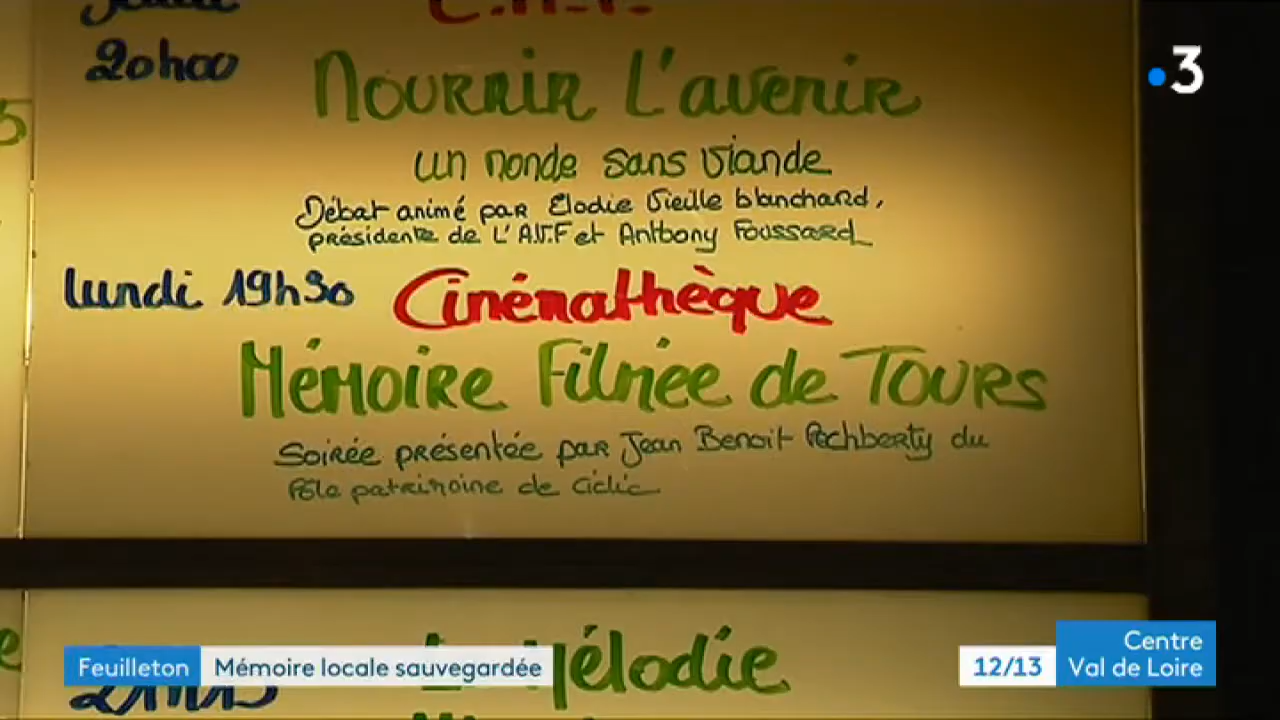 20h00
Nourrir L'avenir
un monde sans viande
Débat animé par Elodie Vieille blanchard,
présidente de L'A.V.F et Anthony Foussard
lundi 19h30 Cinémathèque
Mémoire Filmée de Tours
Soirée présentée par Jean Benoit Pechberty du
Pôle patrimoine de Ciclic
Mélodie
3
Feuilleton Mémoire locale sauvegardée
12/13 Centre
Val de Loire